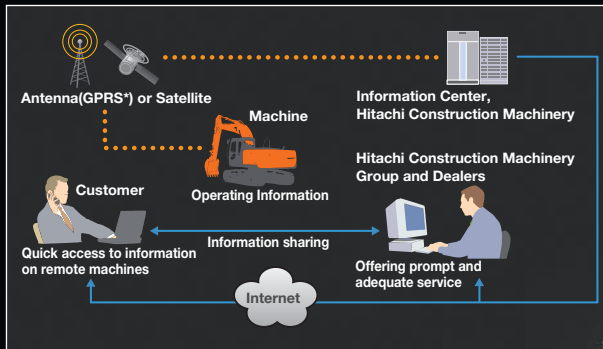 Antenna(GPRS*) or Satellite
Information Center,
Hitachi Construction Machinery
Machine
Operating Information
Hitachi Construction Machinery
Group and Dealers
Customer
Quick access to information
on remote machines
Information sharing
Offering prompt and
adequate service
Internet